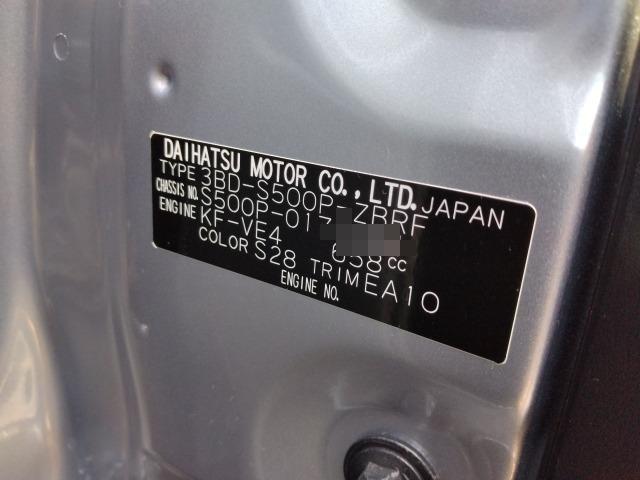 DAIHATSU MOTOR CO., LTD. JAPAN
TYPE 3BD-S500P-ZBRF
CHASSIS NO. S500P-017
ENGINE KF-VE4 658cc
COLOR S28 TRIM EA10
ENGINE NO.